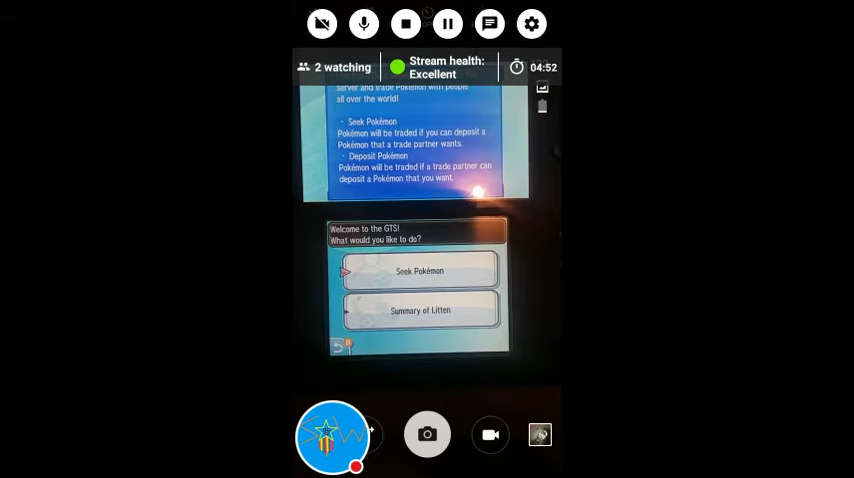 2 watching
Stream health:
Excellent
04:52
server and trade Pokémon with people
all over the world!
· Seek Pokémon
Pokémon will be traded if you can deposit a
Pokémon that a trade partner wants.
· Deposit Pokémon
Pokémon will be traded if a trade partner can
deposit a Pokémon that you want.
Welcome to the GTS!
What would you like to do?
Seek Pokémon
Summary of Litten
B